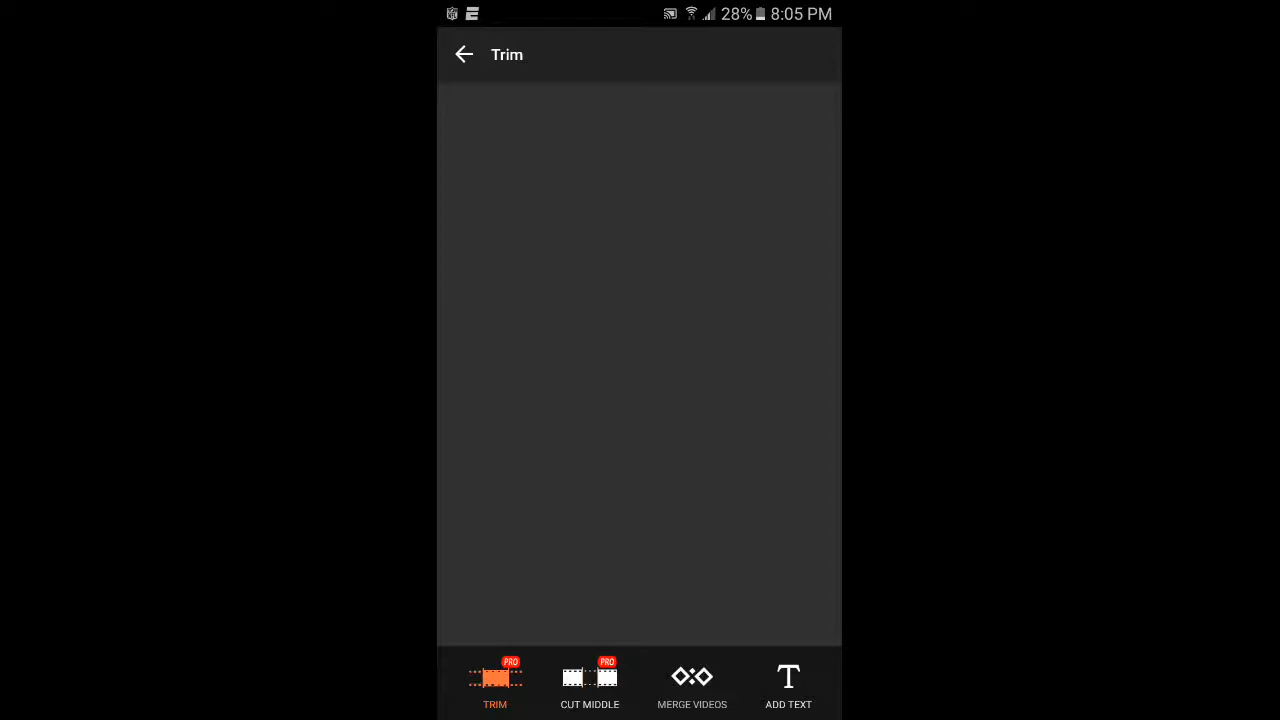 28% 8:05 PM
Trim
PRO PRO
TRIM CUT MIDDLE MERGE VIDEOS ADD TEXT